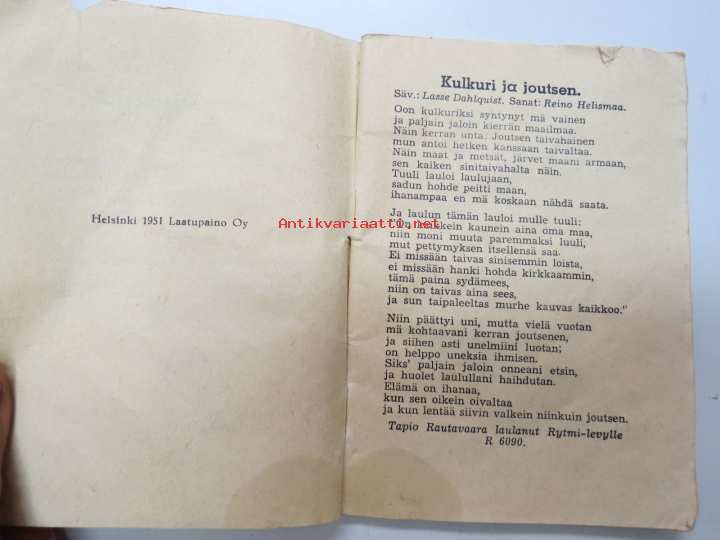 Helsinki 1951 Laatupaino Oy
Antikvariaatti.net
Kulkuri ja joutsen.
Säv.: Lasse Dahlquist. Sanat: Reino Helismaa.
Oon kulkuriksi syntynyt mä vainen
ja paljain jaloin kierrän maailmaa.
Näin kerran unta: Joutsen taivahainen
mun antoi hetken kanssaan taivaltaa.
Näin maat ja metsät, järvet maani armaan,
sen kaiken sinitaivahalta näin.
Tuuli lauloi laulujaan,
sadun hohde peitti maan,
ihanampaa en mä koskaan nähdä saata.
Ja laulun tämän lauloi mulle tuuli:
"On kaikkein kaunein aina oma maa,
niin moni muuta paremmaksi luuli,
mut pettymyksen itsellensä saa.
Ei missään taivas sinisemmin loista,
ei missään hanki hohda kirkkaammin,
tämä paina sydämees,
niin on taivas aina sees,
ja sun taipaleeltas murhe kauvas kaikkoo."
Niin päättyi uni, mutta vielä vuotan
mä kohtaavani kerran joutsenen,
ja siihen asti unelmiini luotan;
on helppo uneksia ihmisen.
Siks' paljain jaloin onneani etsin,
ja huolet laulullani haihdutan.
Elämä on ihanaa,
kun sen oikein oivaltaa
ja kun lentää siivin valkein niinkuin joutsen.
Tapio Rautavaara laulanut Rytmi-levylle
R 6090.